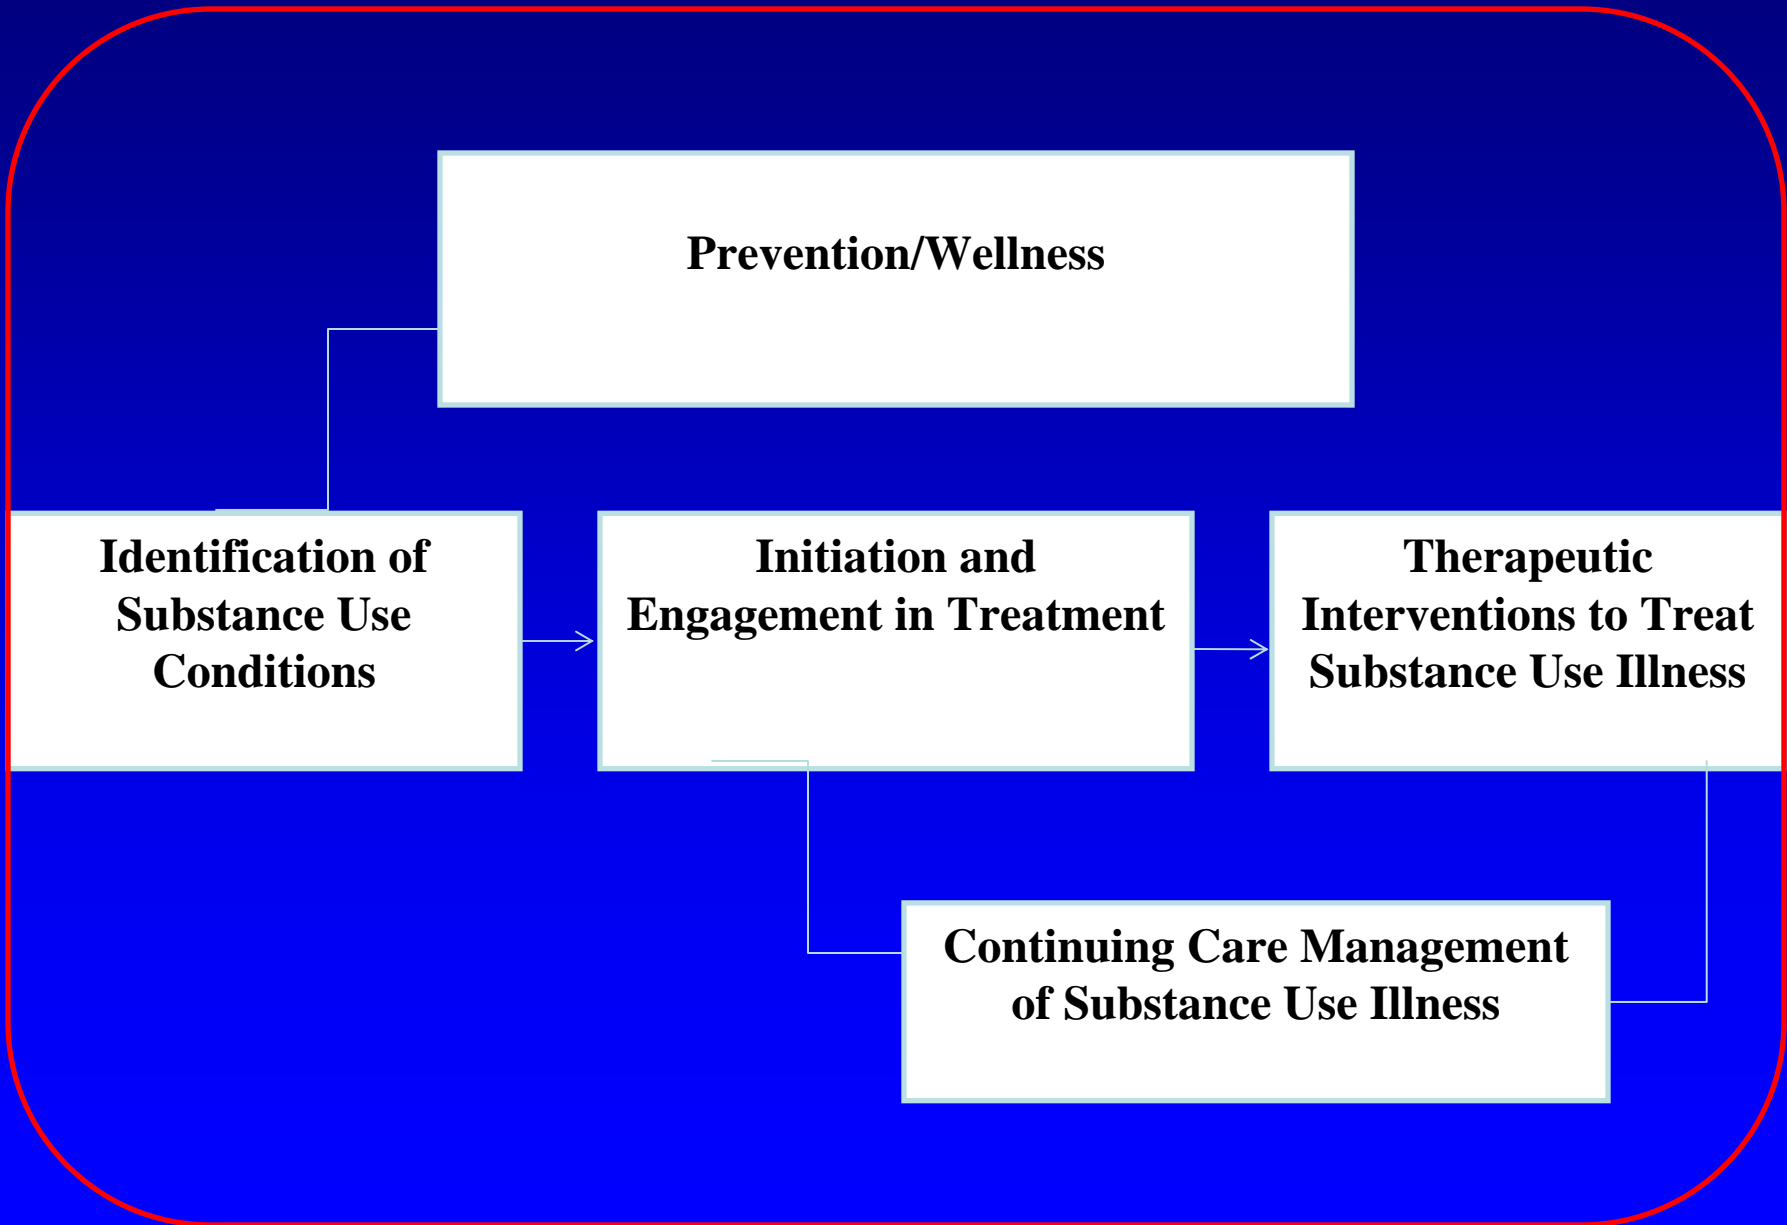 Prevention/Wellness
Identification of
Substance Use
Conditions
Initiation and
Engagement in Treatment
Therapeutic
Interventions to Treat
Substance Use Illness
Continuing Care Management
of Substance Use Illness